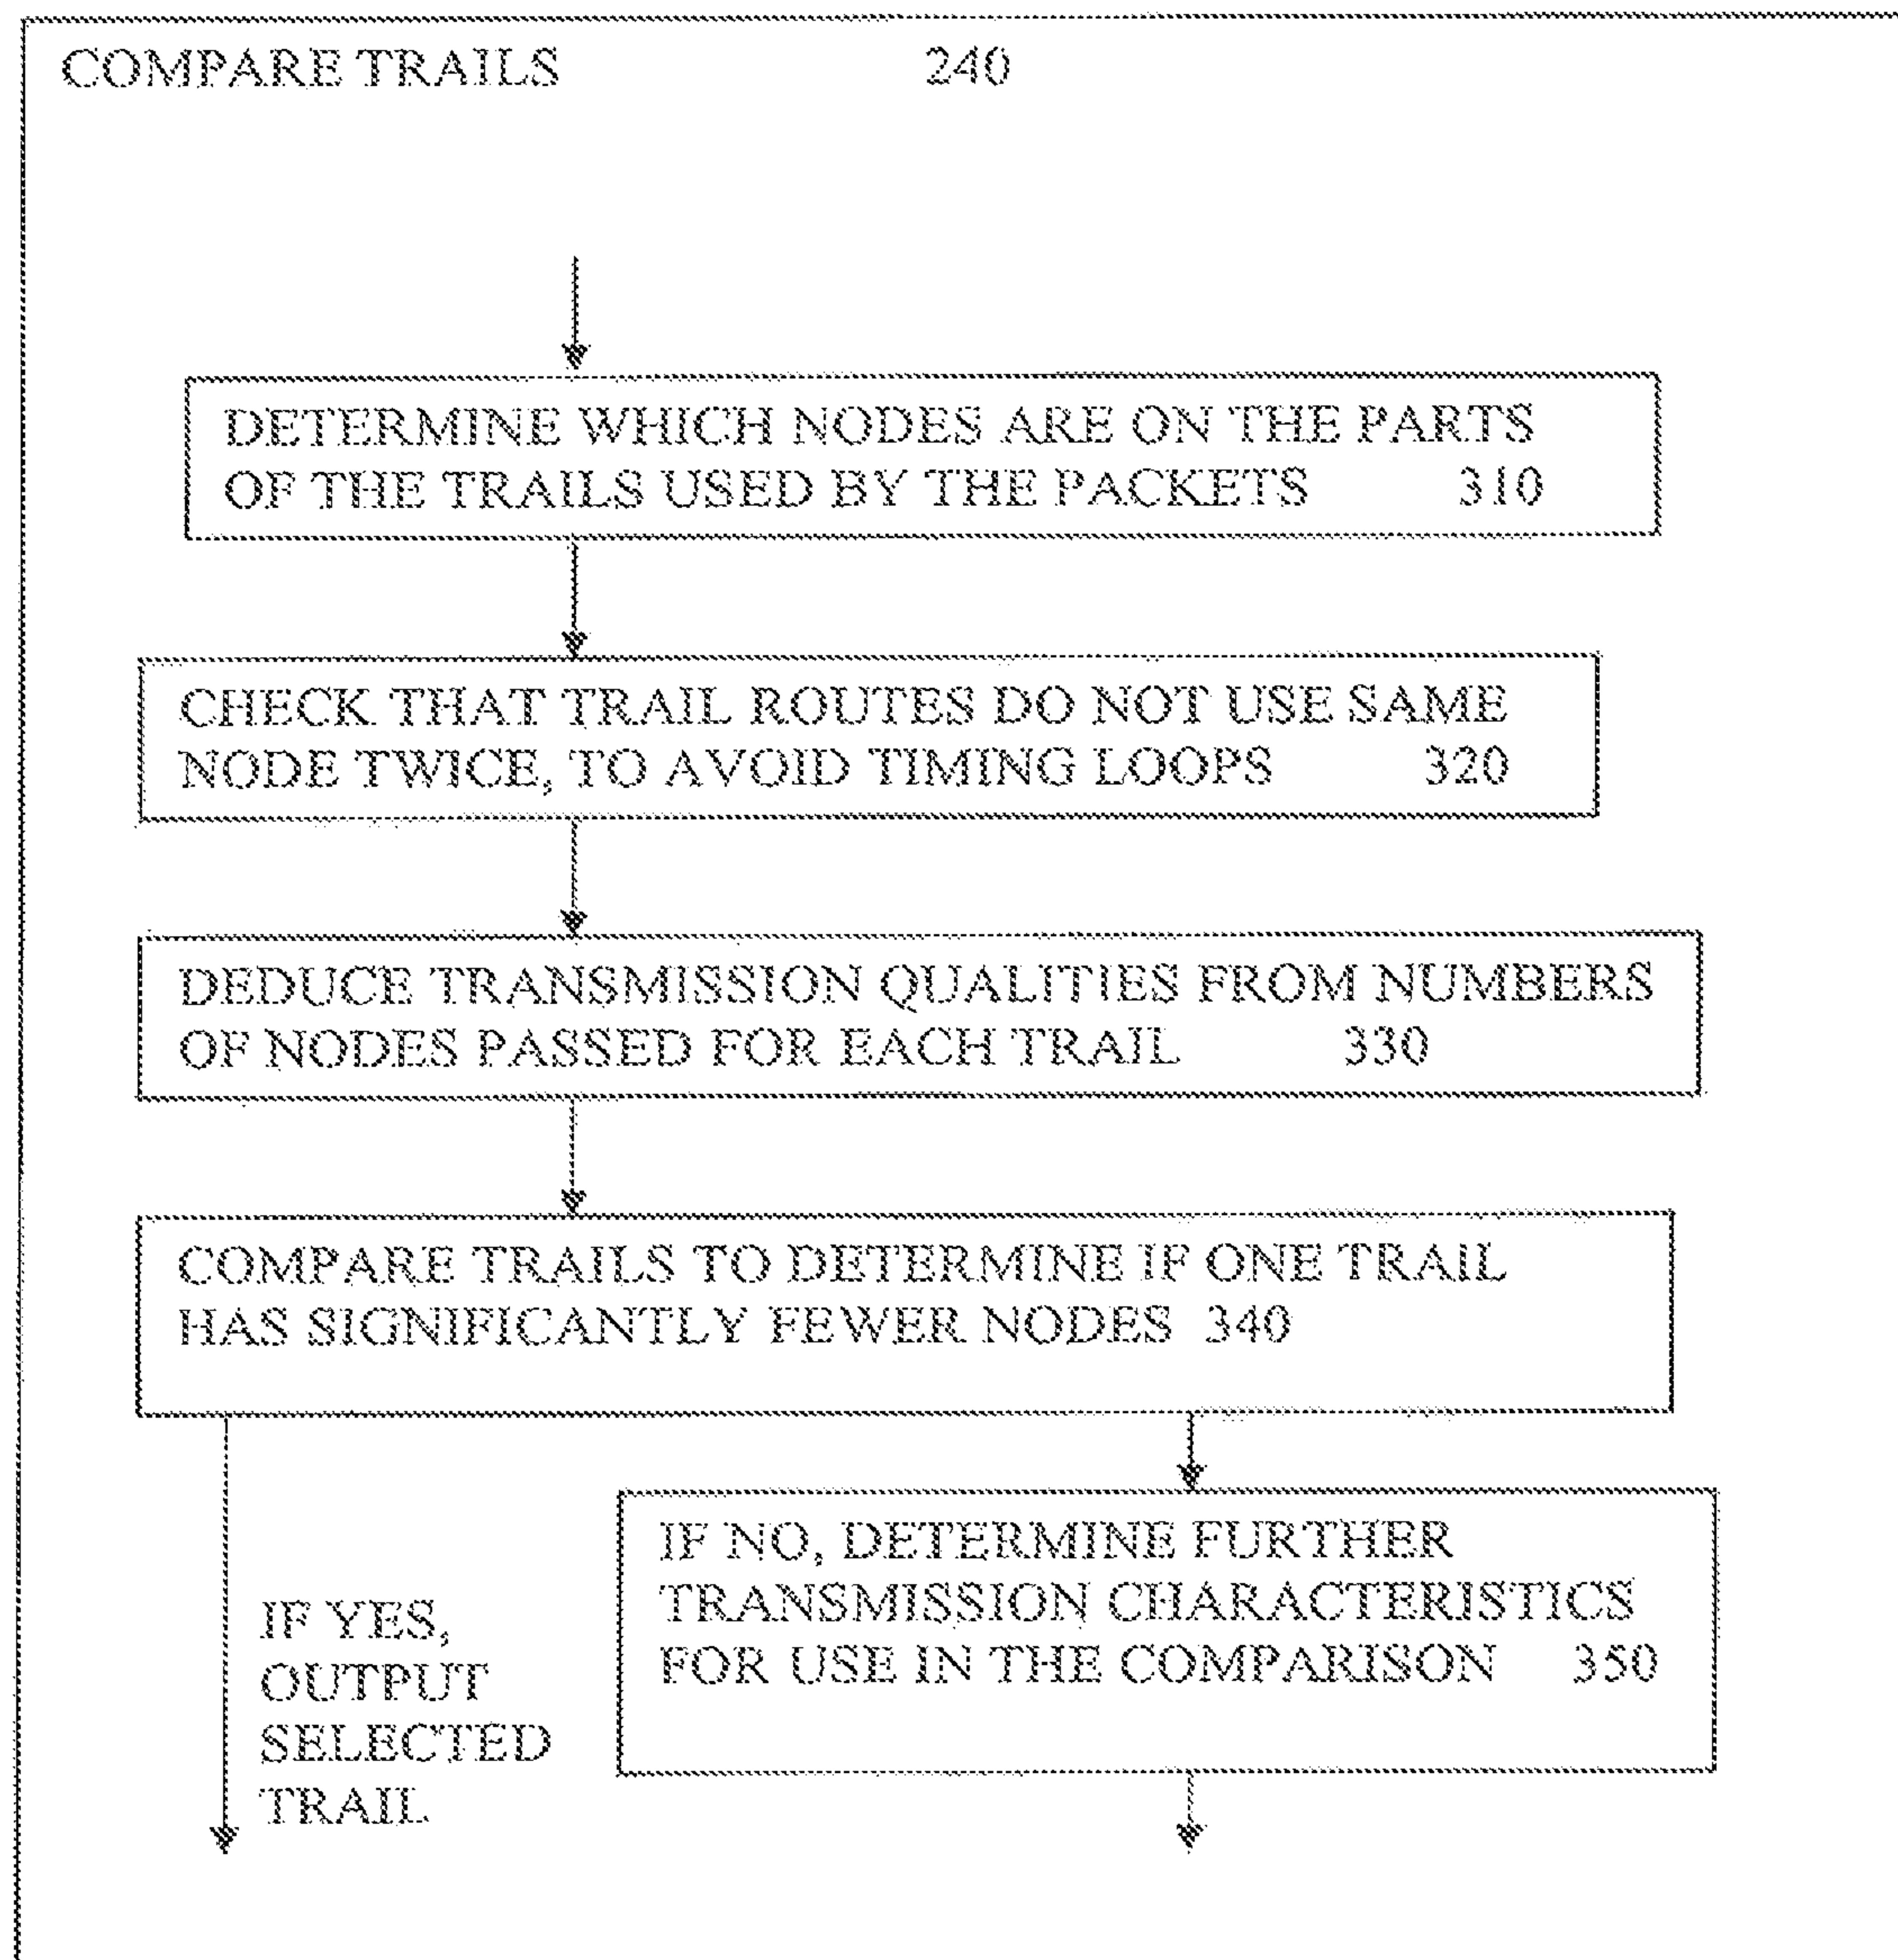 COMPARE TRAILS 240
DETERMINE WHICH NODES ARE ON THE PARTS
OF THE TRAILS USED BY THE PACKETS 310
CHECK THAT TRAIL ROUTES DO NOT USE SAME
NODE TWICE, TO AVOID TIMING LOOPS 320
DEDUCE TRANSMISSION QUALITIES FROM NUMBERS
OF NODES PASSED FOR EACH TRAIL 330
COMPARE TRAILS TO DETERMINE IF ONE TRAIL
HAS SIGNIFICANTLY FEWER NODES 340
IF YES,
OUTPUT
SELECTED
TRAIL
IF NO, DETERMINE FURTHER
TRANSMISSION CHARACTERISTICS
FOR USE IN THE COMPARISON 350